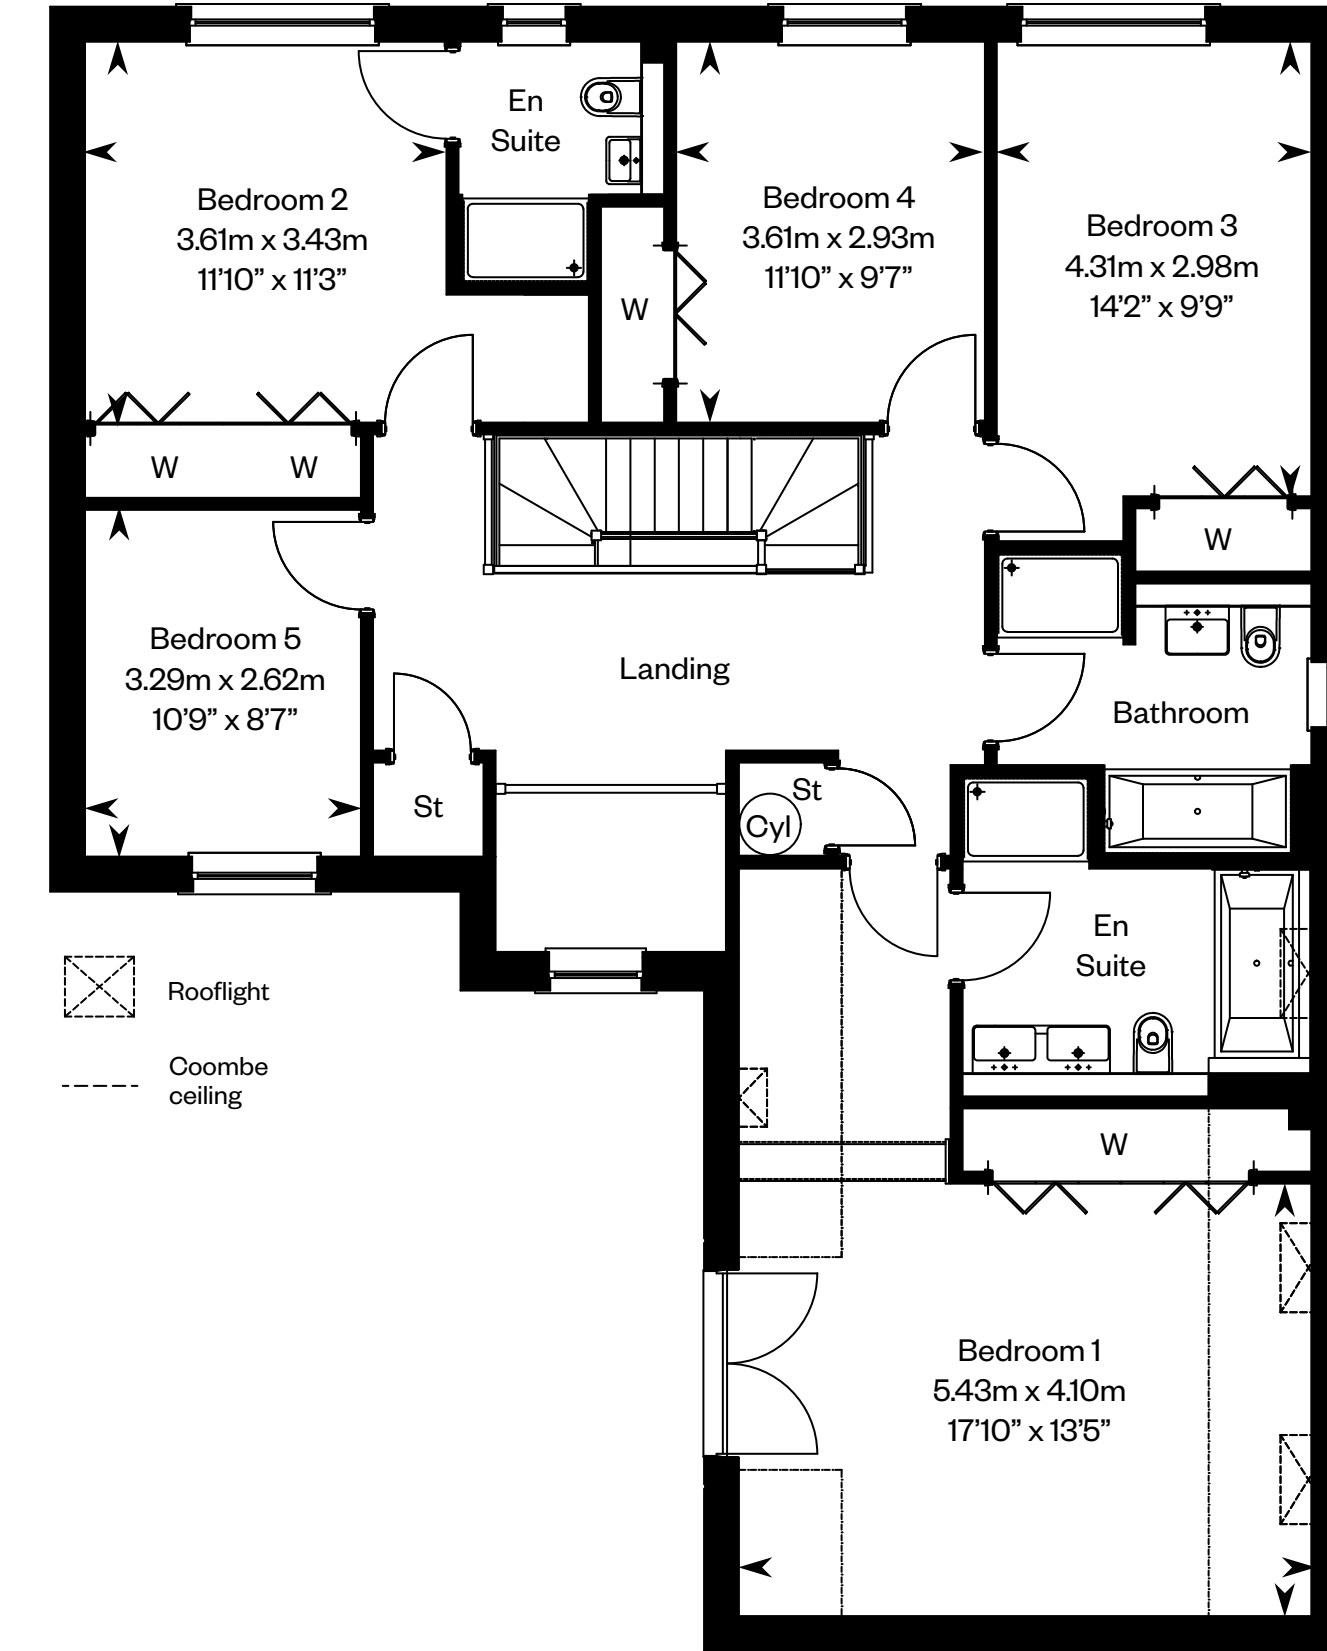 En
Suite
Bedroom 2
3.61m x 3.43m
11’10” x 11’3”
Bedroom 4
3.61m x 2.93m
11’10” x 9’7”
Bedroom 3
4.31m x 2.98m
14’2” x 9’9”
W
W
W
W
Bedroom 5
3.29m x 2.62m
10’9” x 8’7”
Landing
Bathroom
St
St
Cyl
En
Suite
Rooflight
Coombe
ceiling
W
Bedroom 1
5.43m x 4.10m
17’10” x 13’5”